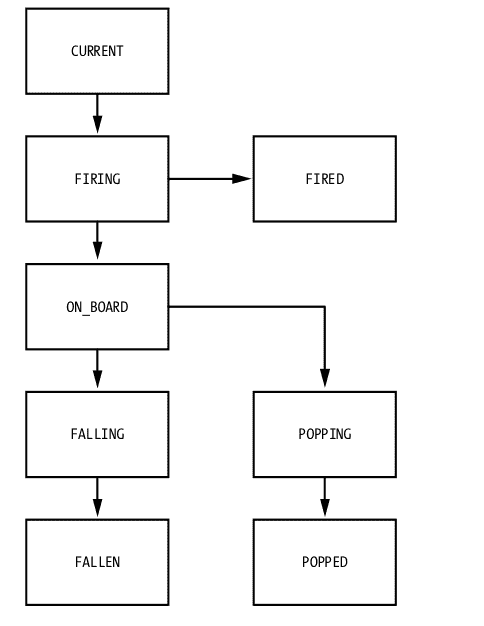 CURRENT
FIRING
FIRED
ON_BOARD
FALLING
POPPING
FALLEN
POPPED